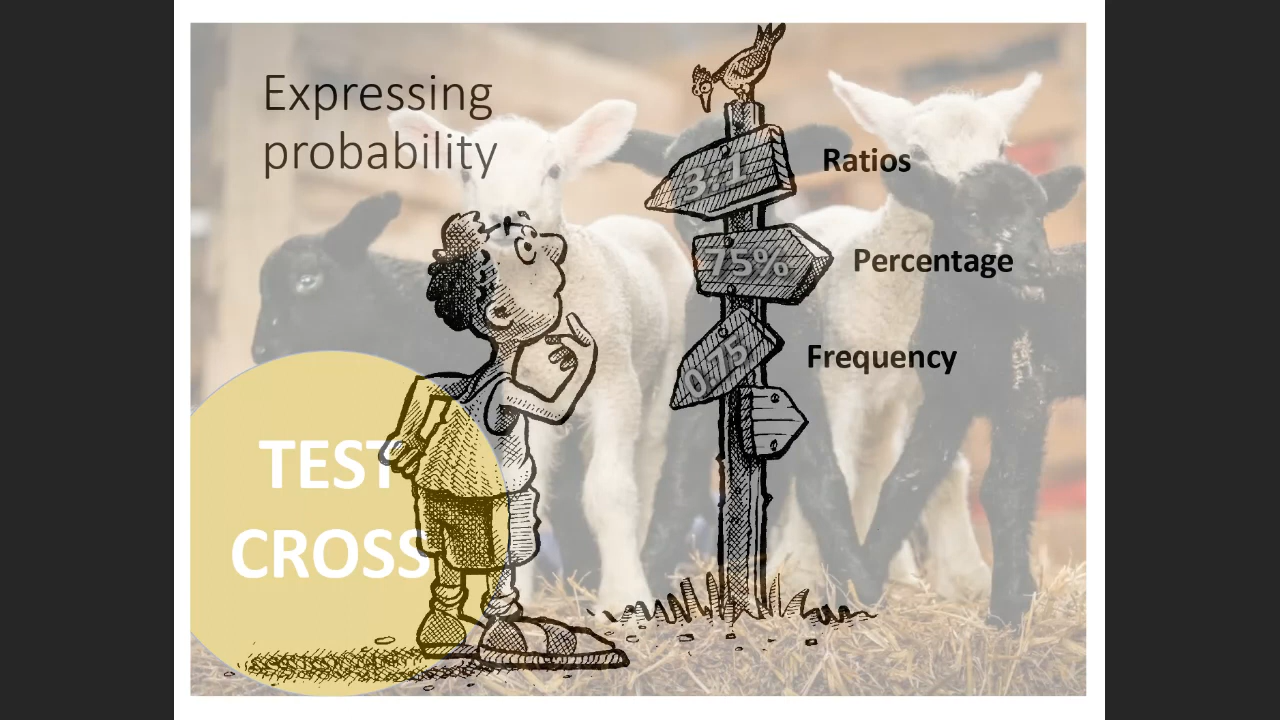 Expressing
probability
3:1
Ratios
75%
Percentage
0.75
Frequency
TEST
CROSS